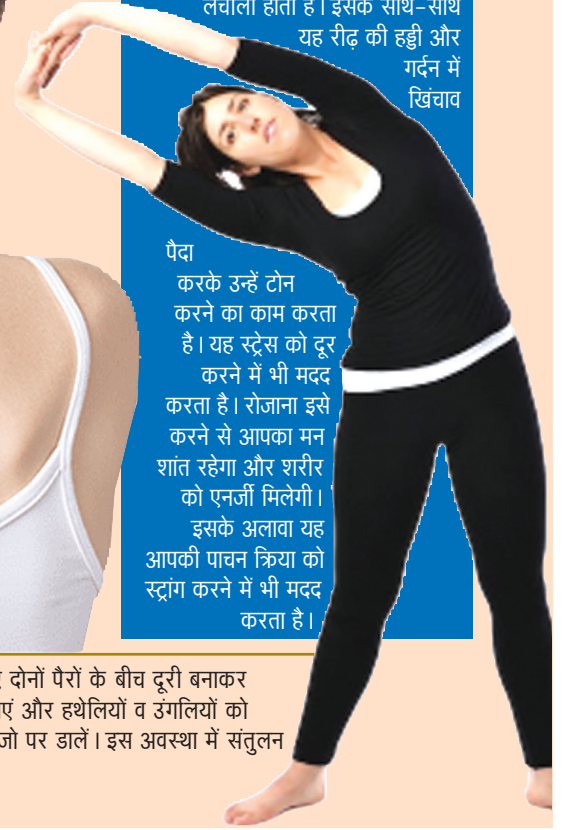 लचीला होता है। इसके साथ-साथ
यह रीढ़ की हड्डी और
गर्दन में
खिंचाव
पैदा
करके उन्हें टोन
करने का काम करता
है। यह स्ट्रेस को दूर
करने में भी मदद
करता है। रोजाना इसे
करने से आपका मन
शांत रहेगा और शरीर
को एनर्जी मिलेगी।
इसके अलावा यह
आपकी पाचन क्रिया को
स्ट्रांग करने में भी मदद
करता है।
दोनों पैरों के बीच दूरी बनाकर
और हथेलियों व उंगलियों को
पर डालें। इस अवस्था में संतुलन